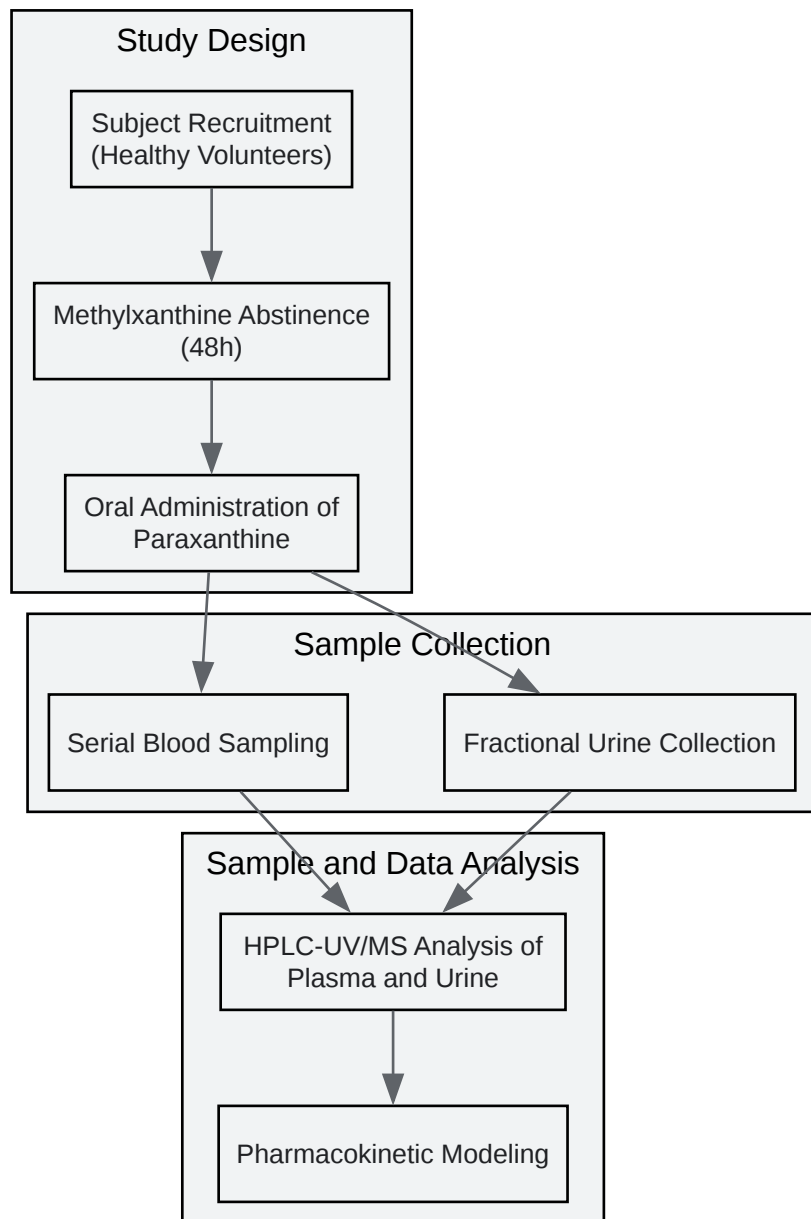 Study Design
Subject Recruitment
(Healthy Volunteers)
Methylxanthine Abstinence
(48h)
Oral Administration of
Paraxanthine
Sample Collection
Serial Blood Sampling
Fractional Urine Collection
Sample and Data Analysis
HPLC-UV/MS Analysis of
Plasma and Urine
Pharmacokinetic Modeling